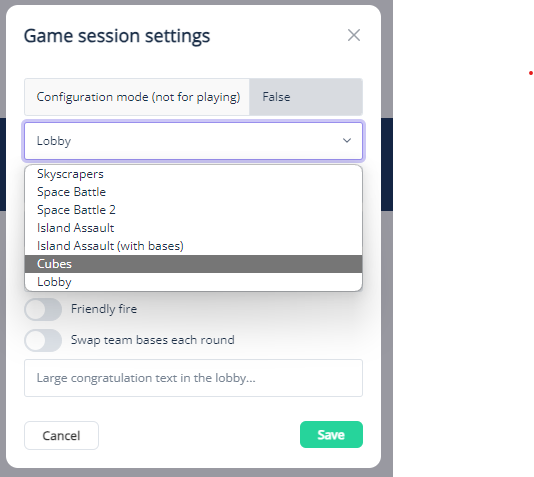 Game session settings
Configuration mode (not for playing) False
Lobby
Skyscrapers
Space Battle
Space Battle 2
Island Assault
Island Assault (with bases)
Cubes
Lobby
Friendly fire
Swap team bases each round
Large congratulation text in the lobby...
Cancel Save